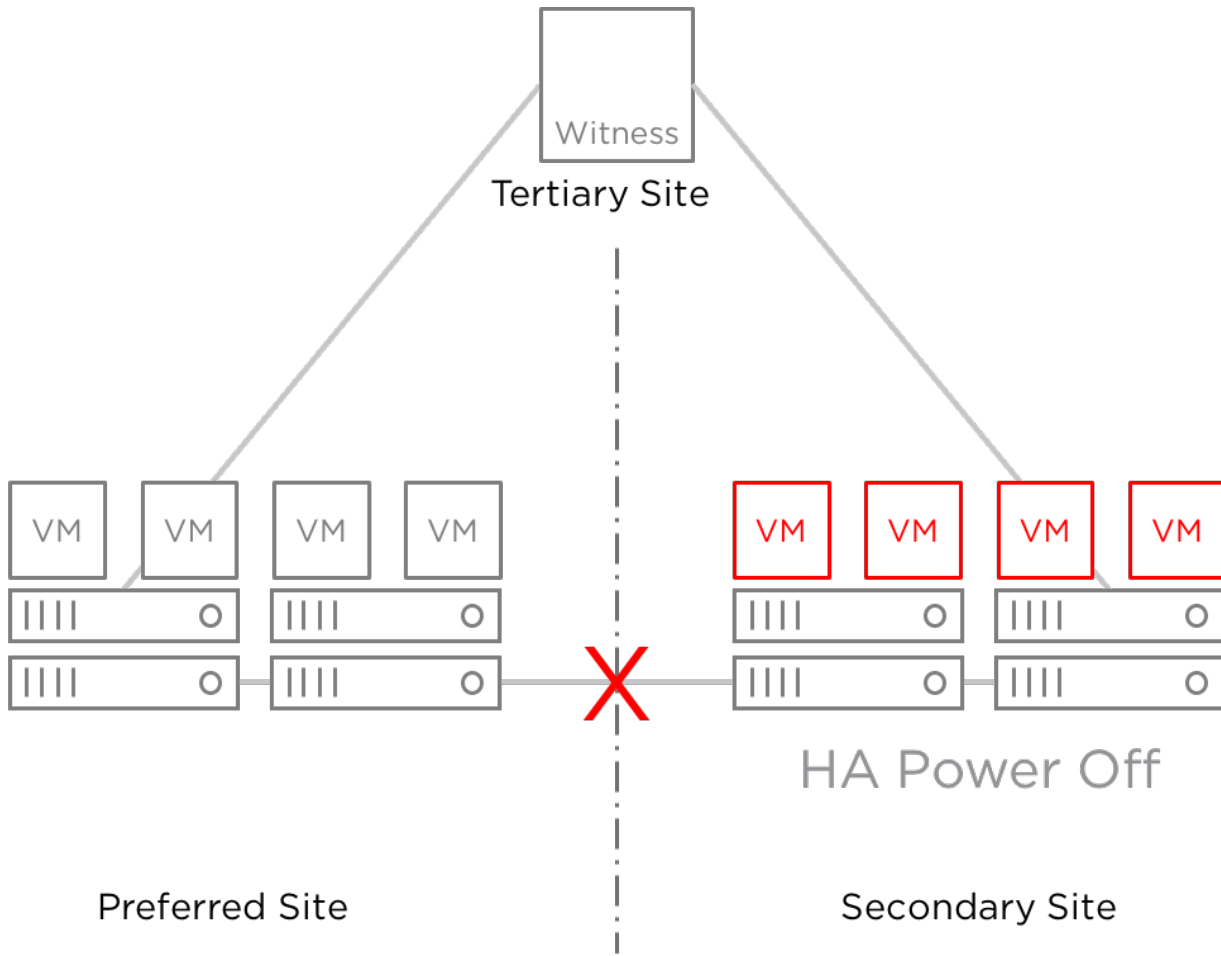 Witness
Tertiary Site
VM VM VM VM VM VM VM VM
X
HA Power Off
Preferred Site Secondary Site